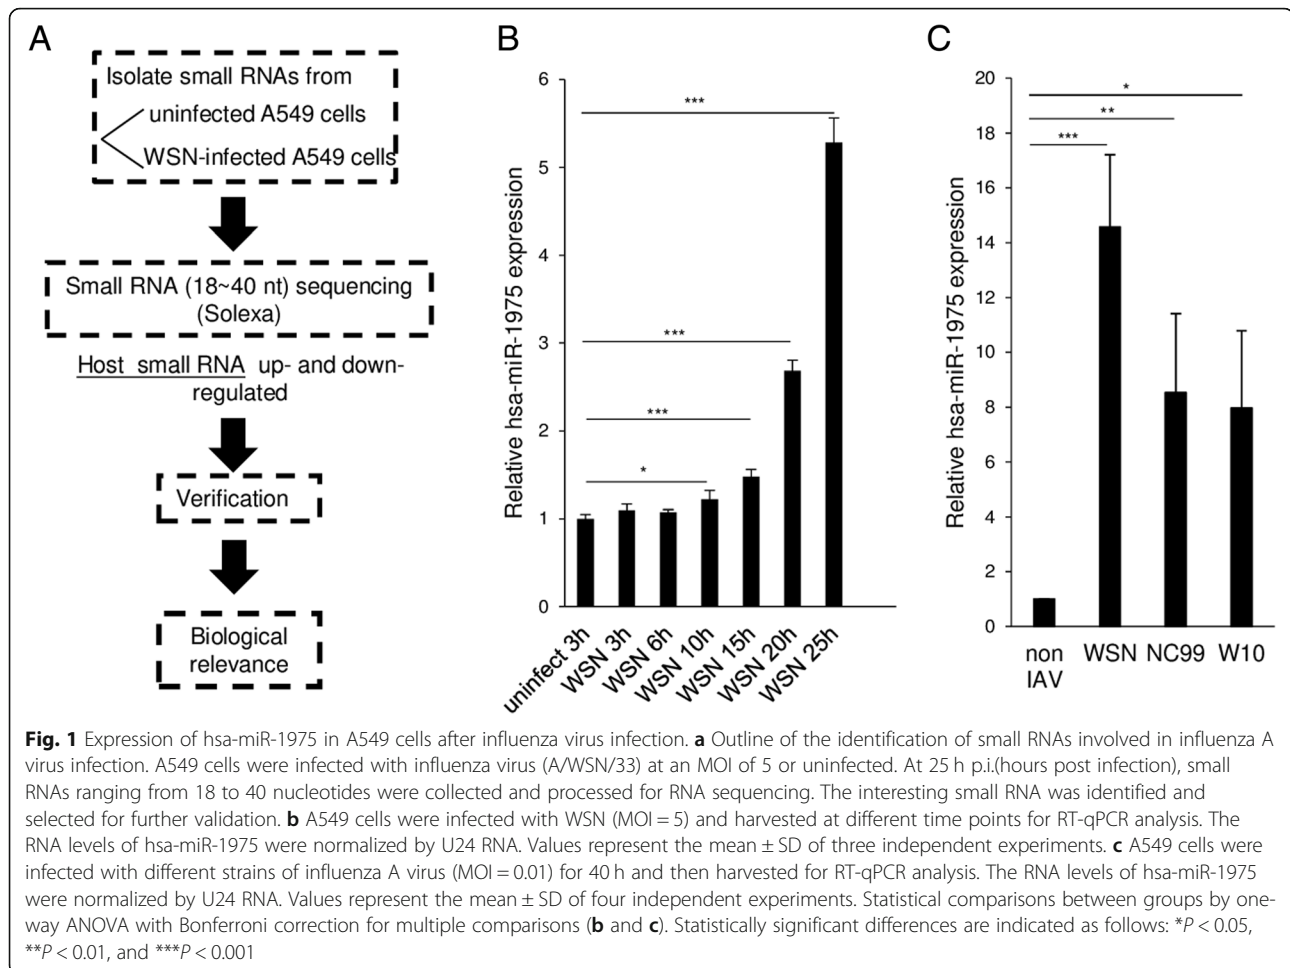 A
Isolate small RNAs from
uninfected A549 cells
WSN-infected A549 cells
Small RNA (18~40 nt) sequencing
(Solexa)
Host small RNA up- and down-
regulated
Verification
Biological
relevance
B
Relative hsa-miR-1975 expression
6
5
4
3
2
1
0
***
***
***
*
uninfect 3h
WSN 3h
WSN 6h
WSN 10h
WSN 15h
WSN 20h
WSN 25h
C
Relative hsa-miR-1975 expression
20
18
16
14
12
10
8
6
4
2
0
*
**
***
non
IAV
WSN
NC99
W10
Fig. 1 Expression of hsa-miR-1975 in A549 cells after influenza virus infection. a Outline of the identification of small RNAs involved in influenza A
virus infection. A549 cells were infected with influenza virus (A/WSN/33) at an MOI of 5 or uninfected. At 25 h p.i.(hours post infection), small
RNAs ranging from 18 to 40 nucleotides were collected and processed for RNA sequencing. The interesting small RNA was identified and
selected for further validation. b A549 cells were infected with WSN (MOI = 5) and harvested at different time points for RT-qPCR analysis. The
RNA levels of hsa-miR-1975 were normalized by U24 RNA. Values represent the mean ± SD of three independent experiments. c A549 cells were
infected with different strains of influenza A virus (MOI = 0.01) for 40 h and then harvested for RT-qPCR analysis. The RNA levels of hsa-miR-1975
were normalized by U24 RNA. Values represent the mean ± SD of four independent experiments. Statistical comparisons between groups by one-
way ANOVA with Bonferroni correction for multiple comparisons (b and c). Statistically significant differences are indicated as follows: *P < 0.05,
**P < 0.01, and ***P < 0.001